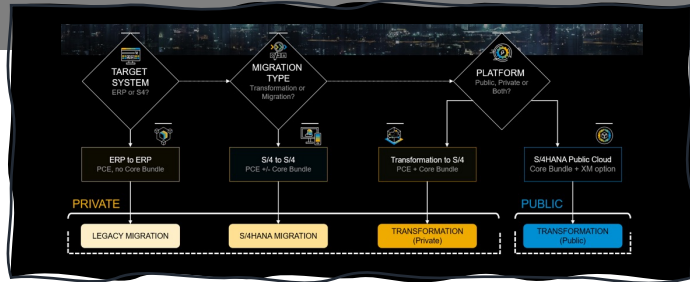 TARGET
SYSTEM
ERP or S4?
MIGRATION
TYPE
Transformation or
Migration?
PLATFORM
Public, Private or
Both?
ERP to ERP
PCE, no Core Bundle
S/4 to S/4
PCE +/- Core Bundle
Transformation to S/4
PCE + Core Bundle
S/4HANA Public Cloud
Core Bundle + XM option
PRIVATE
PUBLIC
LEGACY MIGRATION
S/4HANA MIGRATION
TRANSFORMATION
(Private)
TRANSFORMATION
(Public)